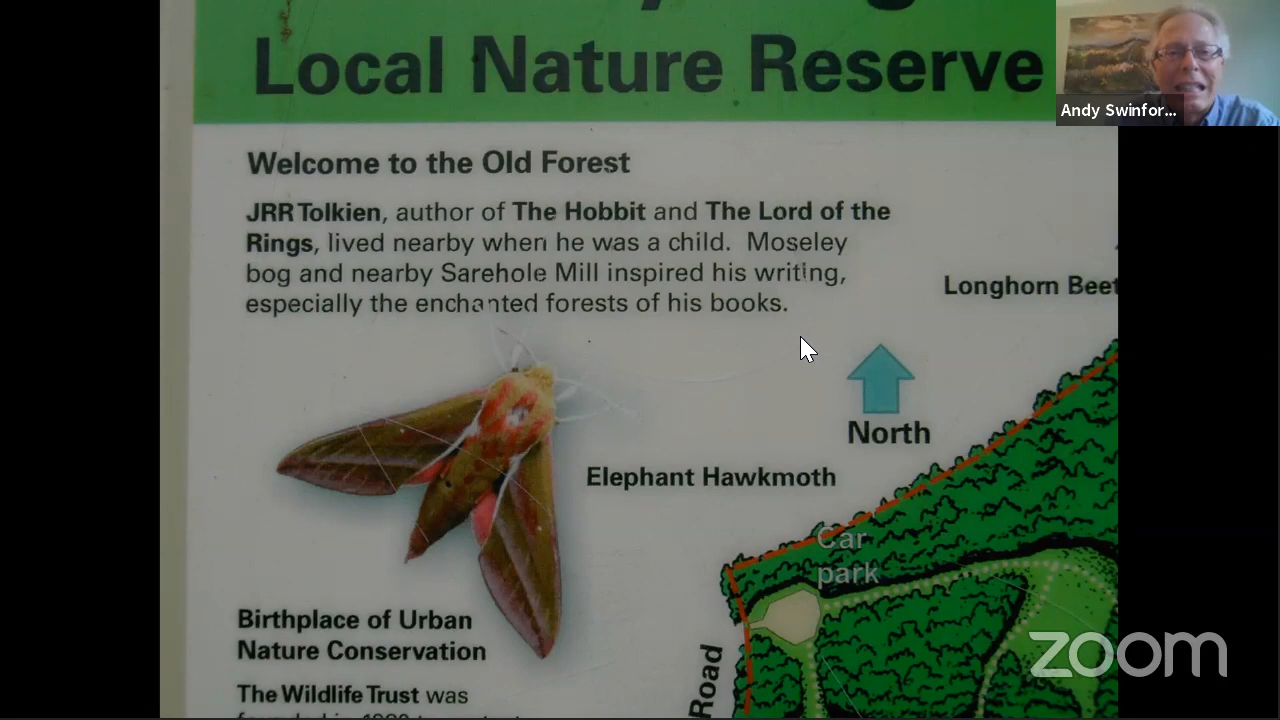 Local Nature Reserve
Andy Swinfor...
Welcome to the Old Forest
JRR Tolkien, author of The Hobbit and The Lord of the
Rings, lived nearby when he was a child. Moseley
bog and nearby Sarehole Mill inspired his writing,
especially the enchanted forests of his books.
Longhorn Beet
North
Elephant Hawkmoth
Car
park
Birthplace of Urban
Nature Conservation
Road
The Wildlife Trust was
zoom